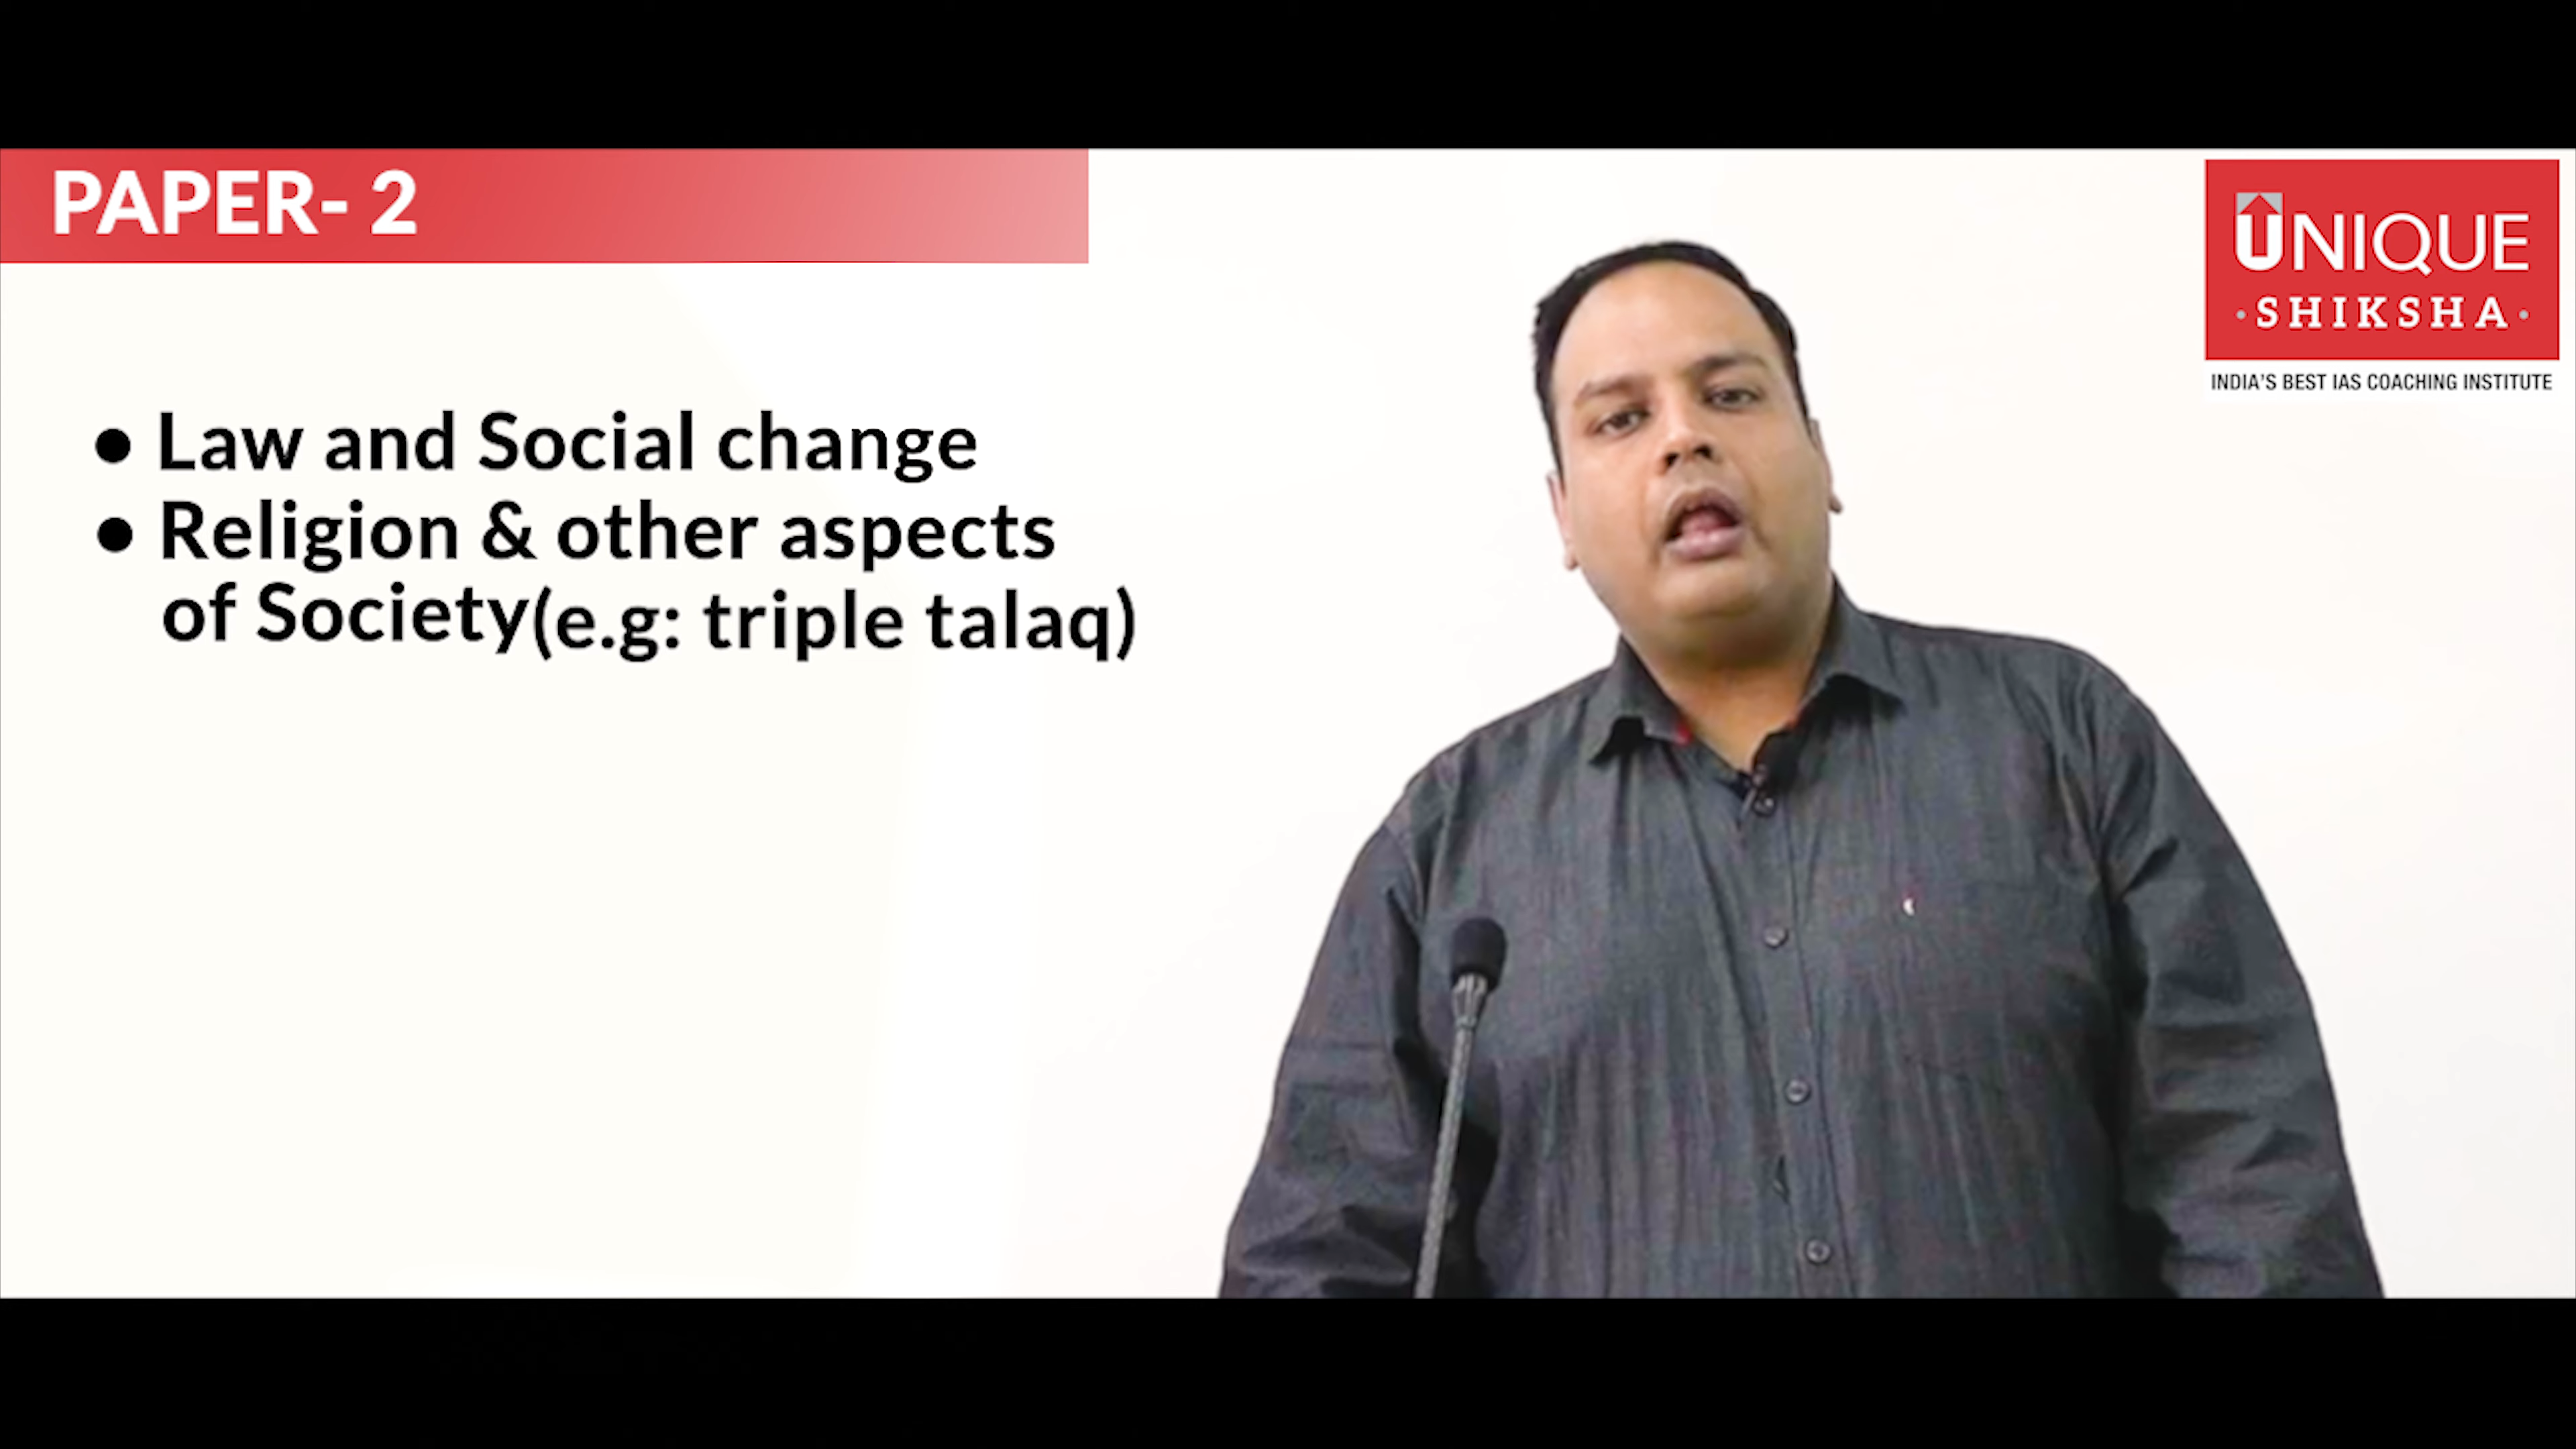 PAPER- 2
UNIQUE
·SHIKSHA·
INDIA'S BEST IAS COACHING INSTITUTE
● Law and Social change
● Religion & other aspects
of Society(e.g: triple talaq)